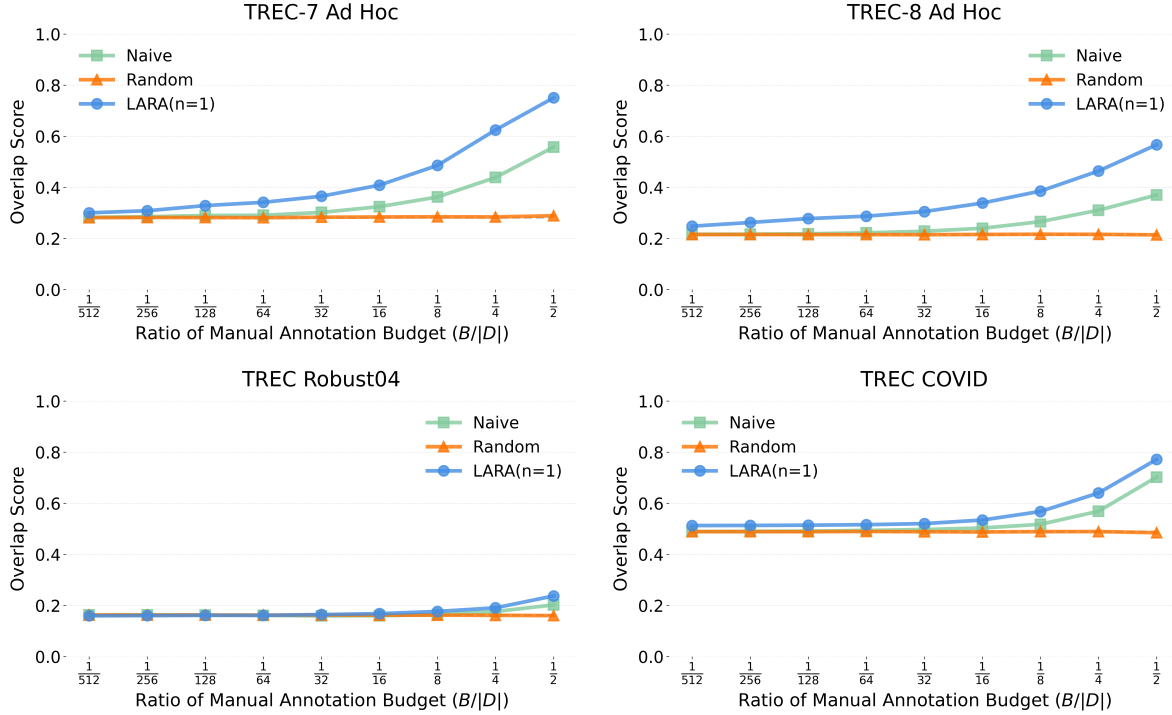 TREC-7 Ad Hoc
Overlap Score
1.0
0.8
0.6
0.4
0.2
0.0
Naive
Random
LARA(n=1)
1/512 1/256 1/128 1/64 1/32 1/16 1/8 1/4 1/2
Ratio of Manual Annotation Budget (B/|D|)
TREC-8 Ad Hoc
Overlap Score
1.0
0.8
0.6
0.4
0.2
0.0
Naive
Random
LARA(n=1)
1/512 1/256 1/128 1/64 1/32 1/16 1/8 1/4 1/2
Ratio of Manual Annotation Budget (B/|D|)
TREC Robust04
Overlap Score
1.0
0.8
0.6
0.4
0.2
0.0
Naive
Random
LARA(n=1)
1/512 1/256 1/128 1/64 1/32 1/16 1/8 1/4 1/2
Ratio of Manual Annotation Budget (B/|D|)
TREC COVID
Overlap Score
1.0
0.8
0.6
0.4
0.2
0.0
Naive
Random
LARA(n=1)
1/512 1/256 1/128 1/64 1/32 1/16 1/8 1/4 1/2
Ratio of Manual Annotation Budget (B/|D|)